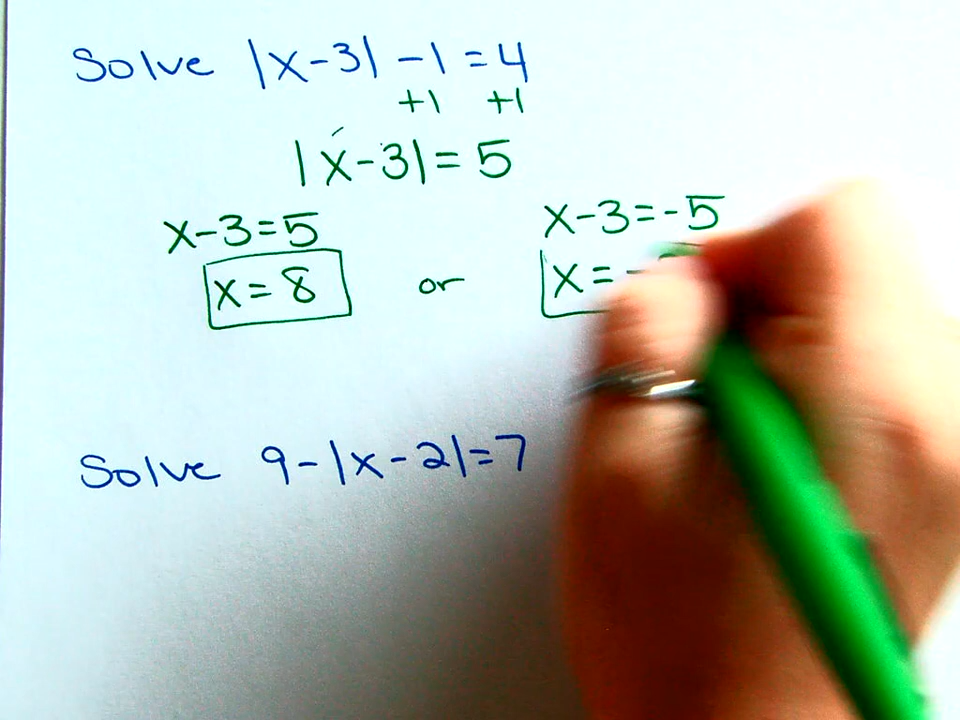 Solve |x-3| -1 = 4
+1 +1
|x-3| = 5
x-3=5 x-3=-5
x= 8 or x= -
Solve 9-|x-2|=7